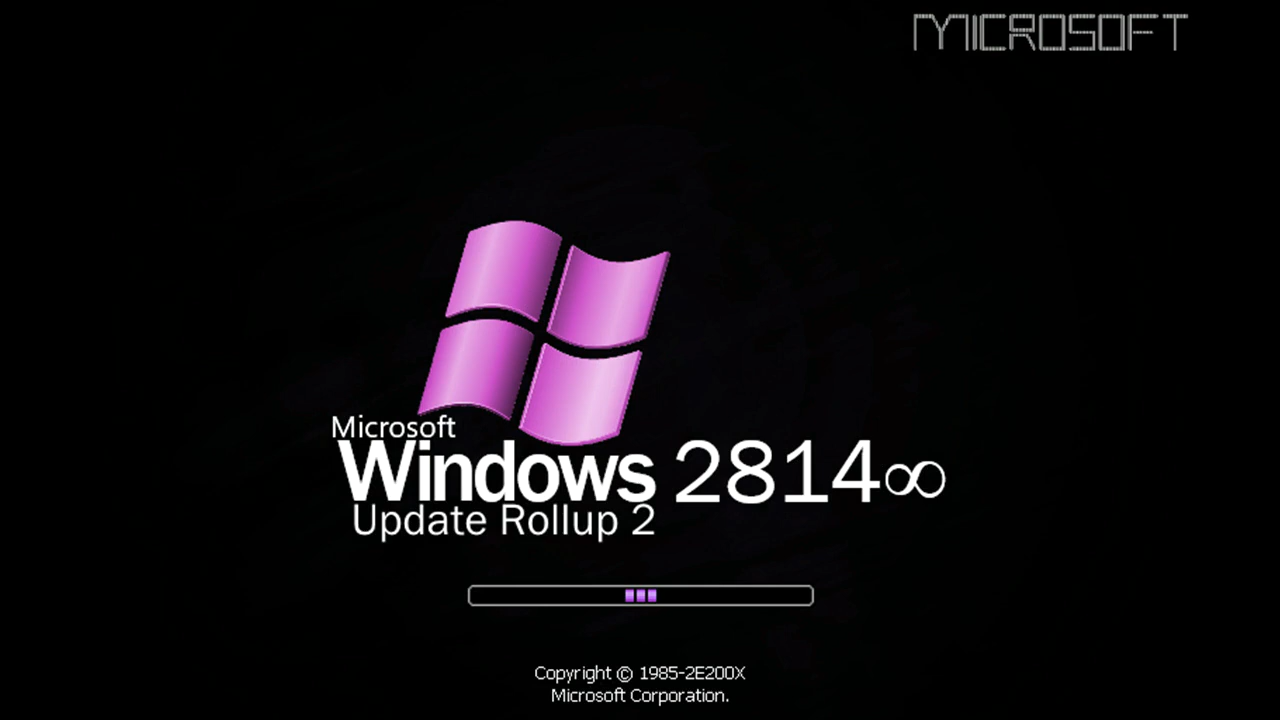 MICROSOFT
Microsoft
Windows 2814∞
Update Rollup 2
Copyright © 1985-2E200X
Microsoft Corporation.